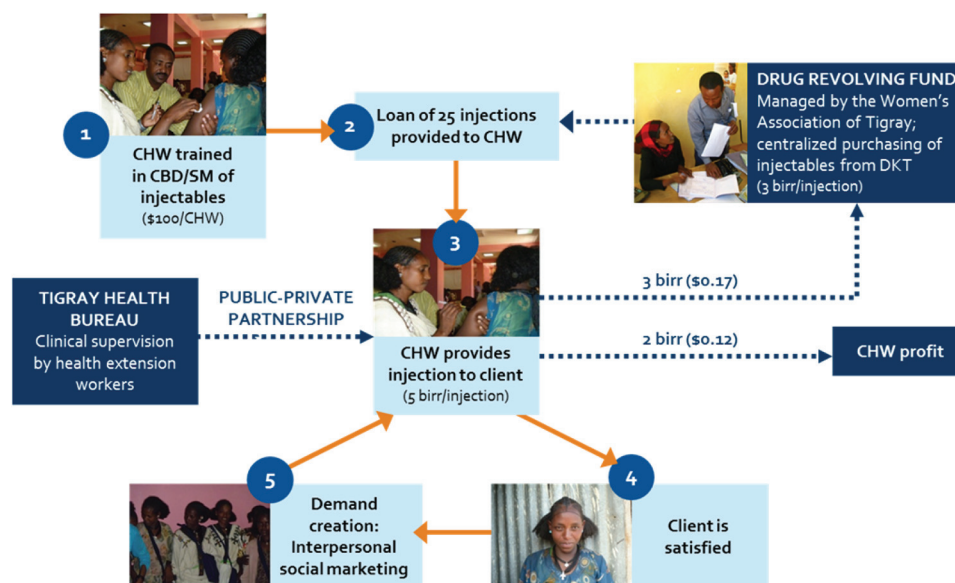 1
CHW trained
in CBD/SM of
injectables
($100/CHW)
2
Loan of 25 injections
provided to CHW
DRUG REVOLVING FUND
Managed by the Women's
Association of Tigray;
centralized purchasing of
injectables from DKT
(3 birr/injection)
3
CHW provides
injection to client
(5 birr/injection)
TIGRAY HEALTH
BUREAU
Clinical supervision
by health extension
workers
PUBLIC-PRIVATE
PARTNERSHIP
3 birr ($0.17)
2 birr ($0.12)
CHW profit
4
Client is
satisfied
5
Demand
creation:
Interpersonal
social marketing